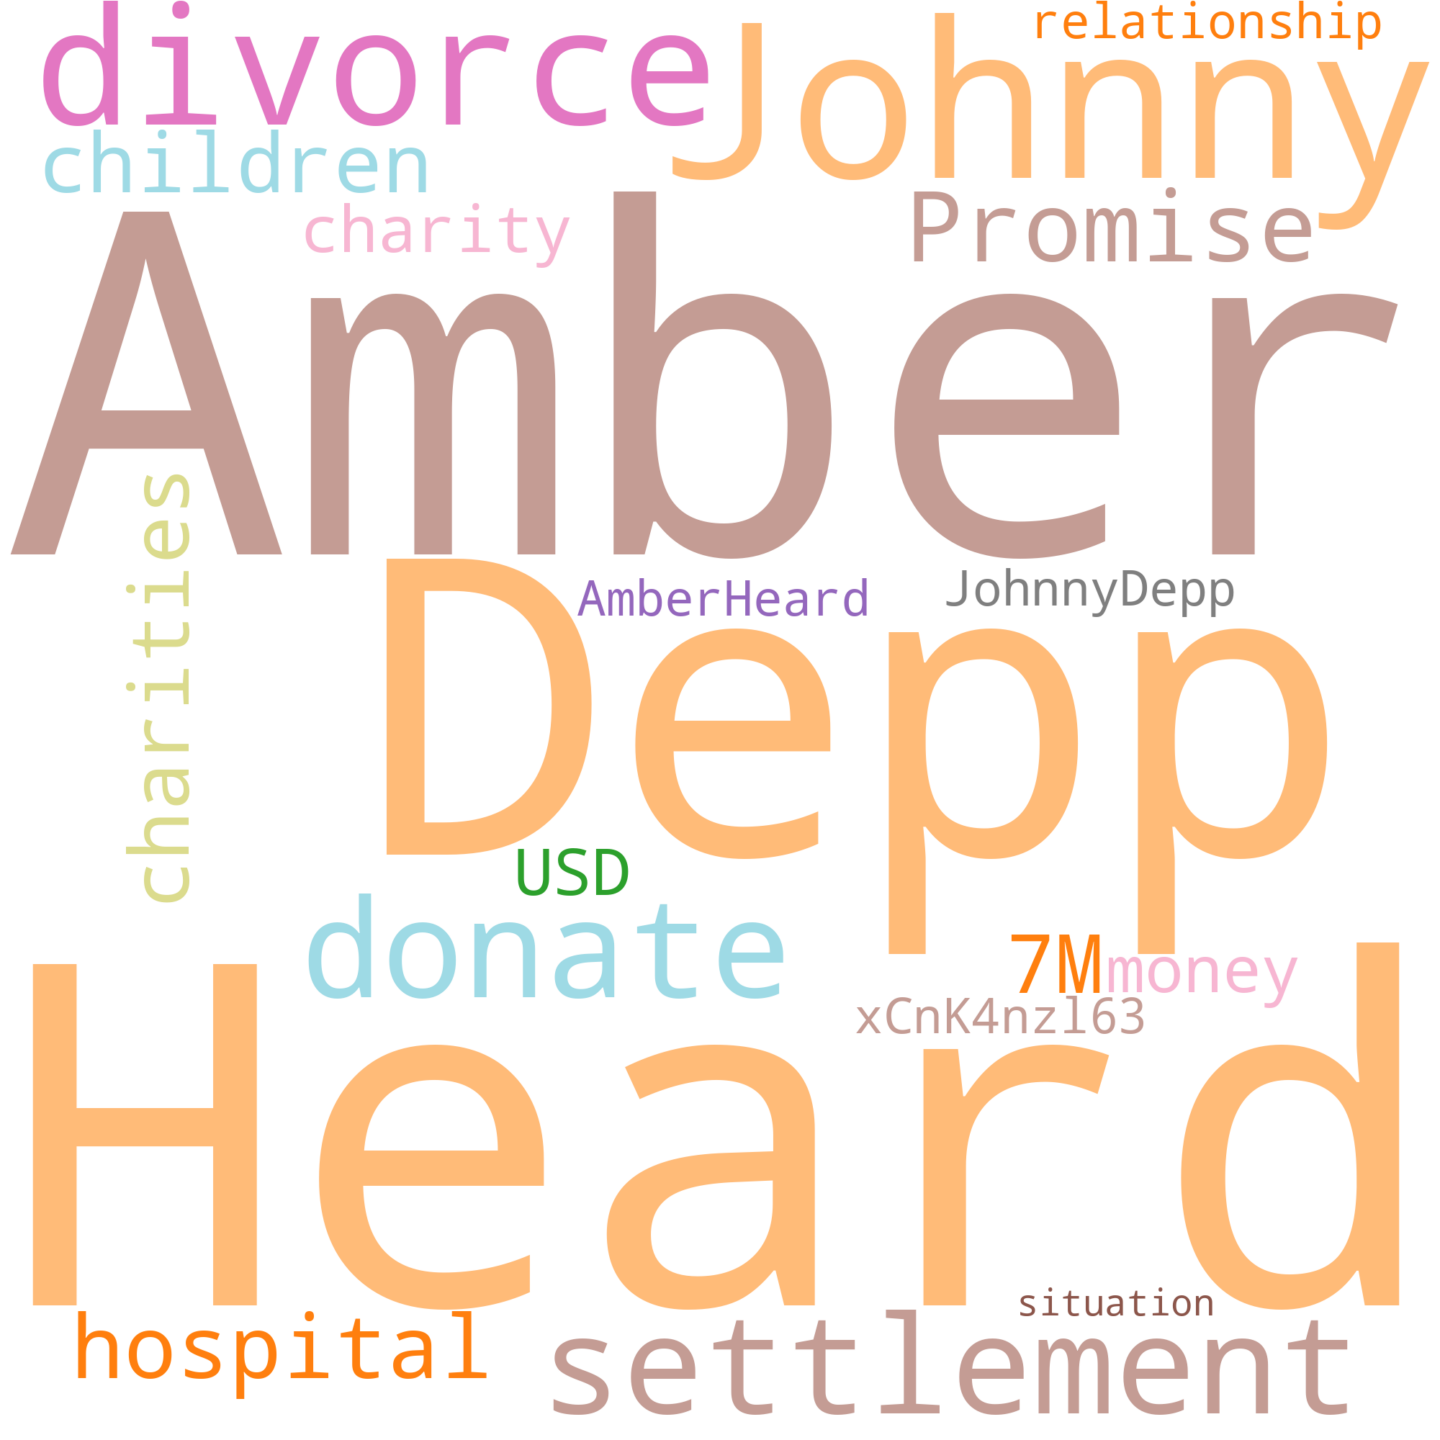 divorce
Johnny
relationship
children
charity
Promise
Amber
charities
AmberHeard
JohnnyDepp
Depp
USD
donate
7M
money
xCnK4nzl63
Heard
hospital
situation
settlement